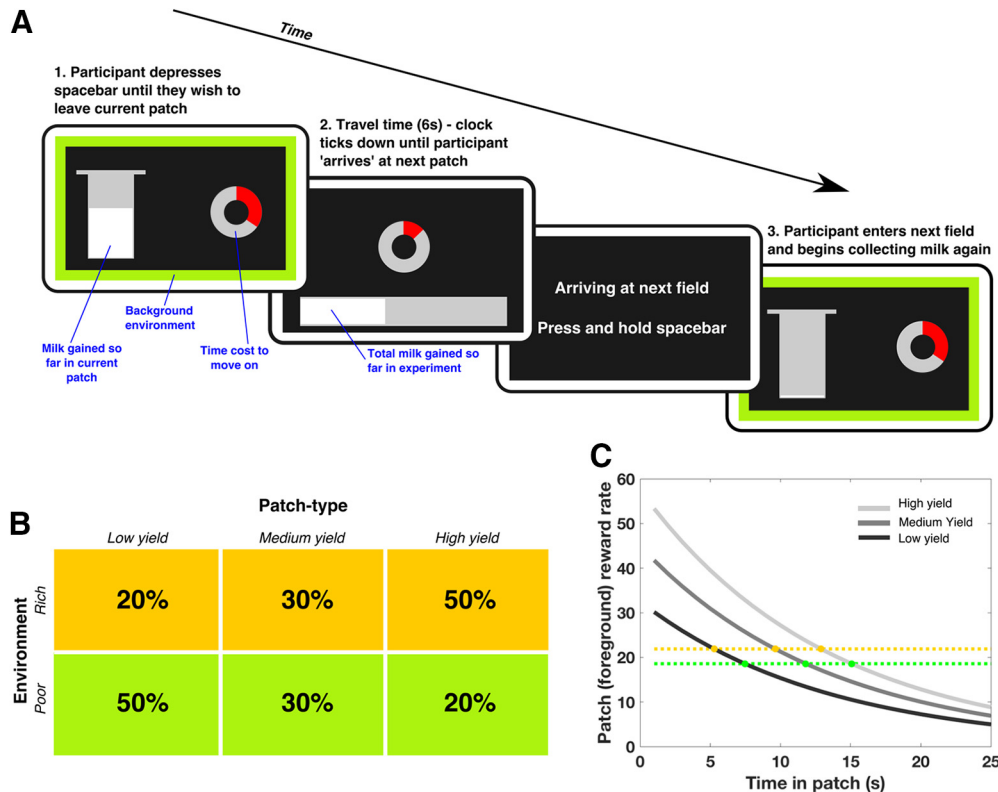 A
Time
1. Participant depresses
spacebar until they wish to
leave current patch
2. Travel time (6s) - clock
ticks down until participant
'arrives' at next patch
3. Participant enters next field
and begins collecting milk again
Arriving at next field
Press and hold spacebar
Background
environment
Milk gained so
far in current
patch
Time cost to
move on
Total milk gained so
far in experiment
B
Patch-type
Low yield
Medium yield
High yield
Environment
Rich
20%
30%
50%
Poor
50%
30%
20%
C
Patch (foreground) reward rate
60
50
40
30
20
10
0
High yield
Medium Yield
Low yield
0
5
10
15
20
25
Time in patch (s)